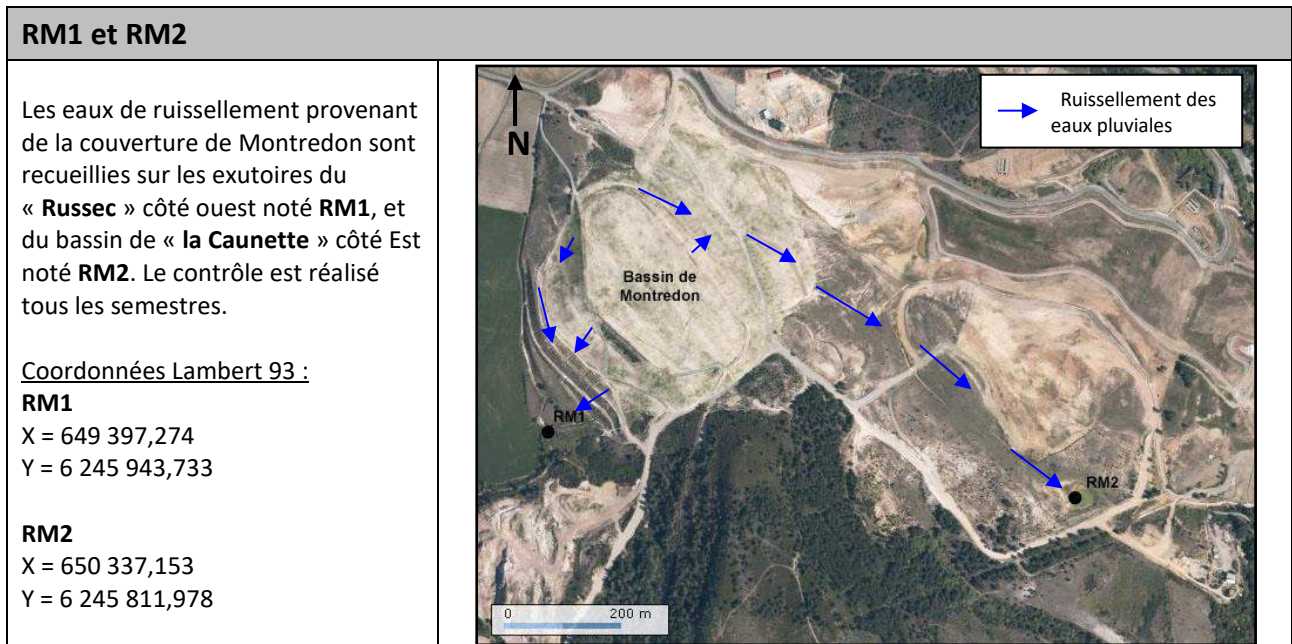 RM1 et RM2
Les eaux de ruissellement provenant
de la couverture de Montredon sont
recueillies sur les exutoires du
« Russec » côté ouest noté RM1, et
du bassin de « la Caunette » côté Est
noté RM2. Le contrôle est réalisé
tous les semestres.
Coordonnées Lambert 93 :
RM1
X = 649 397,274
Y = 6 245 943,733
RM2
X = 650 337,153
Y = 6 245 811,978
N
Ruissellement des
eaux pluviales
Bassin de
Montredon
RM1
RM2
0 200 m